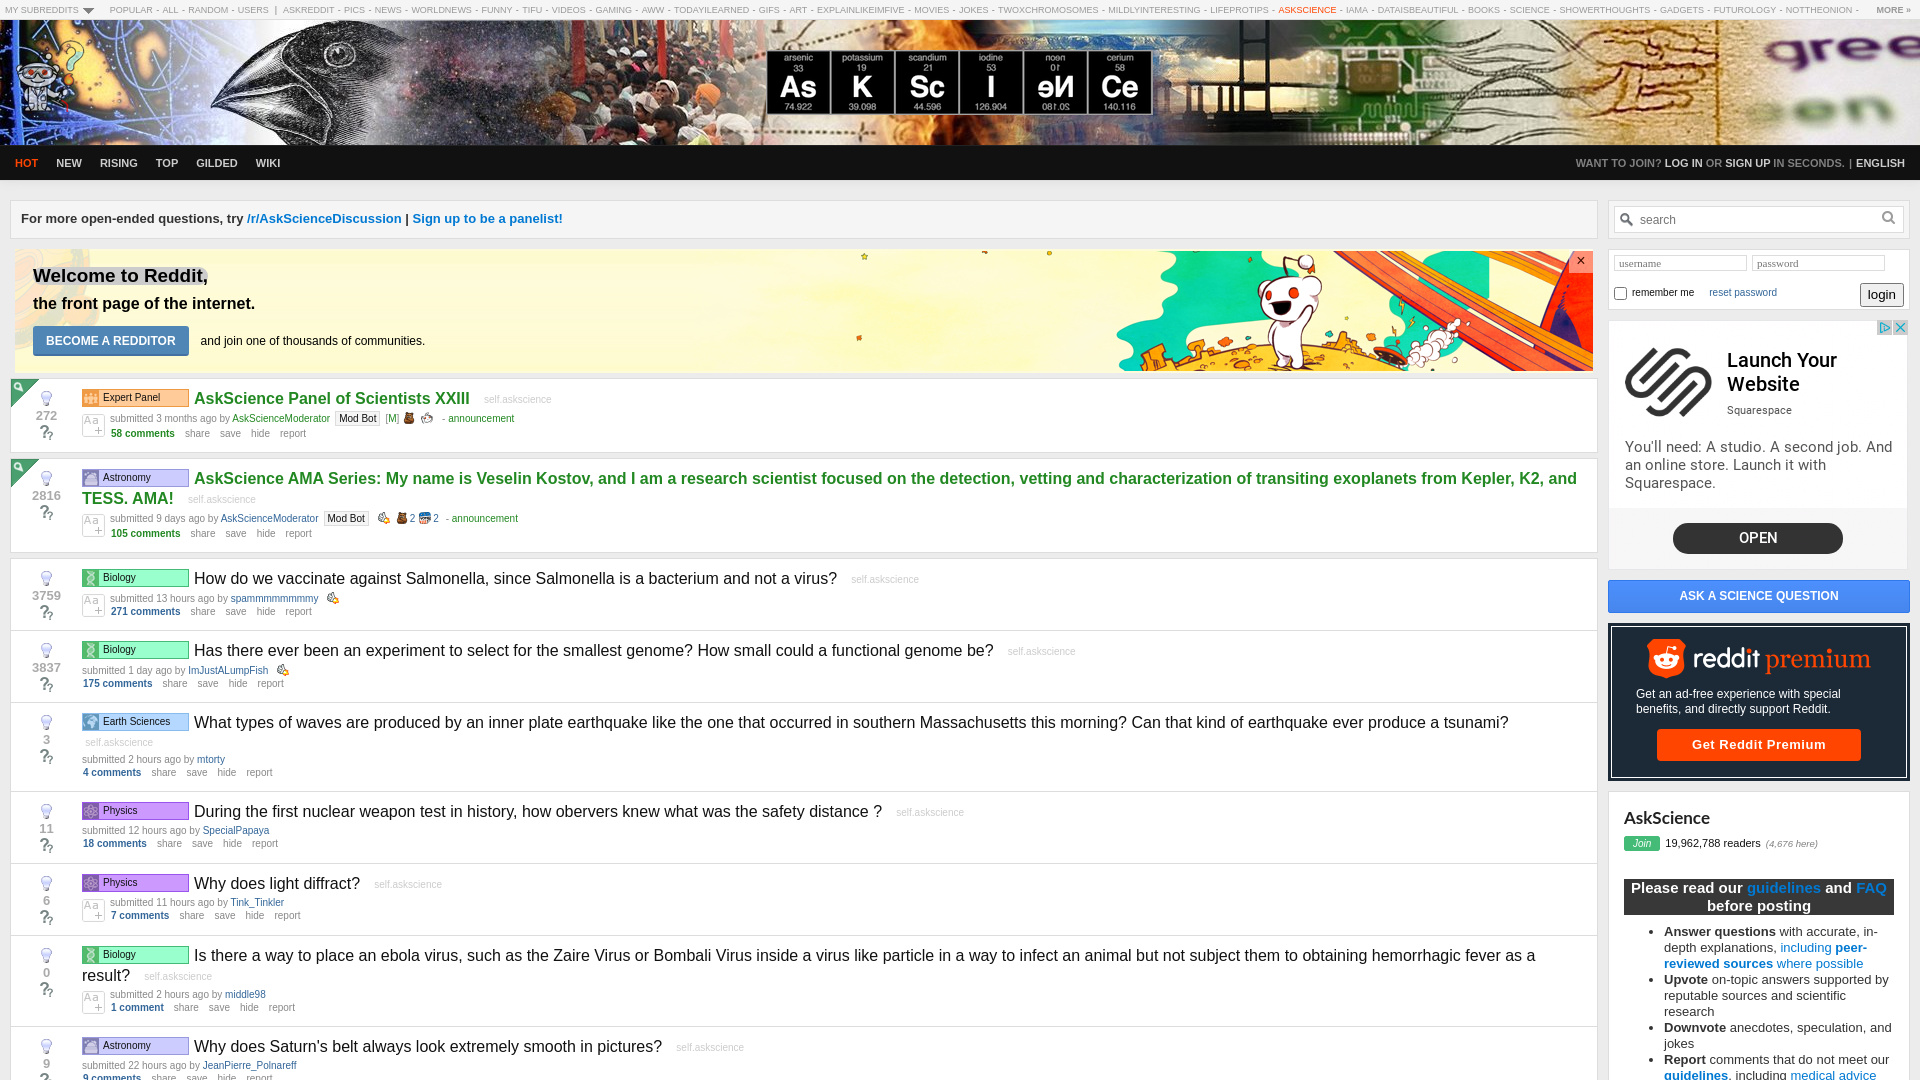 MY SUBREDDITS POPULAR - ALL - RANDOM - USERS | ASKREDDIT - PICS - NEWS - WORLDNEWS - FUNNY - TIFU - VIDEOS - GAMING - AWW - TODAYILEARNED - GIFS - ART - EXPLAINLIKEIMFIVE - MOVIES - JOKES - TWOXCHROMOSOMES - MILDLYINTERESTING - LIFEPROTIPS - ASKSCIENCE - IAMA - DATAISBEAUTIFUL - BOOKS - SCIENCE - SHOWERTHOUGHTS - GADGETS - FUTUROLOGY - NOTTHEONION - MORE »
arsenic potassium scandium iodine neon cerium
33 19 21 53 10 58
As K Sc I Ne Ce
74.922 39.098 44.596 126.904 20.180 140.116
gree
en
HOT NEW RISING TOP GILDED WIKI WANT TO JOIN? LOG IN OR SIGN UP IN SECONDS. | ENGLISH
For more open-ended questions, try /r/AskScienceDiscussion | Sign up to be a panelist!
Welcome to Reddit,
the front page of the internet.
BECOME A REDDITOR and join one of thousands of communities.
×
272
Expert Panel AskScience Panel of Scientists XXIII self.askscience
Aa+ submitted 3 months ago by AskScienceModerator Mod Bot [M] - announcement
58 comments share save hide report
2816
Astronomy AskScience AMA Series: My name is Veselin Kostov, and I am a research scientist focused on the detection, vetting and characterization of transiting exoplanets from Kepler, K2, and
TESS. AMA! self.askscience
Aa+ submitted 9 days ago by AskScienceModerator Mod Bot 2 2 - announcement
105 comments share save hide report
3759
Biology How do we vaccinate against Salmonella, since Salmonella is a bacterium and not a virus? self.askscience
Aa+ submitted 13 hours ago by spammmmmmmmy
271 comments share save hide report
3837
Biology Has there ever been an experiment to select for the smallest genome? How small could a functional genome be? self.askscience
submitted 1 day ago by ImJustALumpFish
175 comments share save hide report
3
Earth Sciences What types of waves are produced by an inner plate earthquake like the one that occurred in southern Massachusetts this morning? Can that kind of earthquake ever produce a tsunami?
self.askscience
submitted 2 hours ago by mtorty
4 comments share save hide report
11
Physics During the first nuclear weapon test in history, how obervers knew what was the safety distance ? self.askscience
submitted 12 hours ago by SpecialPapaya
18 comments share save hide report
6
Physics Why does light diffract? self.askscience
Aa+ submitted 11 hours ago by Tink_Tinkler
7 comments share save hide report
0
Biology Is there a way to place an ebola virus, such as the Zaire Virus or Bombali Virus inside a virus like particle in a way to infect an animal but not subject them to obtaining hemorrhagic fever as a
result? self.askscience
Aa+ submitted 2 hours ago by middle98
1 comment share save hide report
9
Astronomy Why does Saturn's belt always look extremely smooth in pictures? self.askscience
submitted 22 hours ago by JeanPierre_Polnareff
9 comments share save hide report
search
username password
remember me reset password login
Launch Your
Website
Squarespace
You'll need: A studio. A second job. And
an online store. Launch it with
Squarespace.
OPEN
ASK A SCIENCE QUESTION
reddit premium
Get an ad-free experience with special
benefits, and directly support Reddit.
Get Reddit Premium
AskScience
Join 19,962,788 readers (4,676 here)
Please read our guidelines and FAQ
before posting
• Answer questions with accurate, in-
depth explanations, including peer-
reviewed sources where possible
• Upvote on-topic answers supported by
reputable sources and scientific
research
• Downvote anecdotes, speculation, and
jokes
• Report comments that do not meet our
guidelines, including medical advice